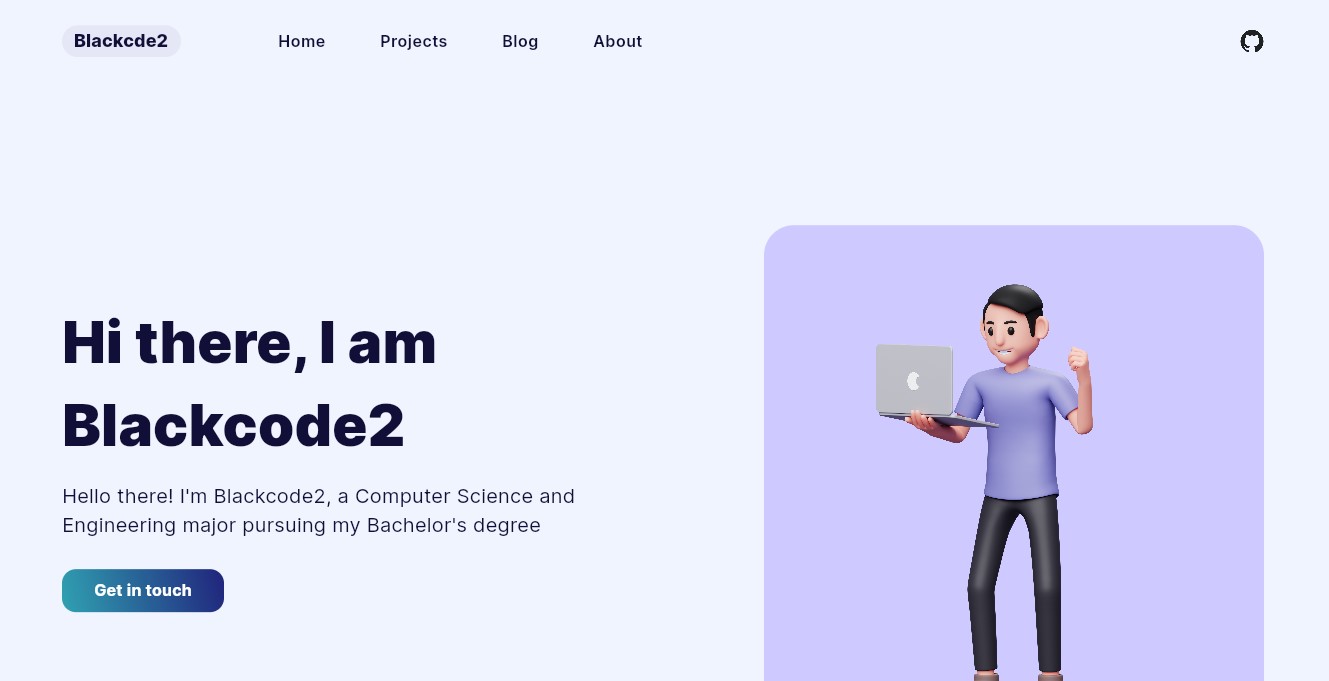 Blackcde2
Home
Projects
Blog
About
Hi there, I am
Blackcode2
Hello there! I'm Blackcode2, a Computer Science and
Engineering major pursuing my Bachelor's degree
Get in touch